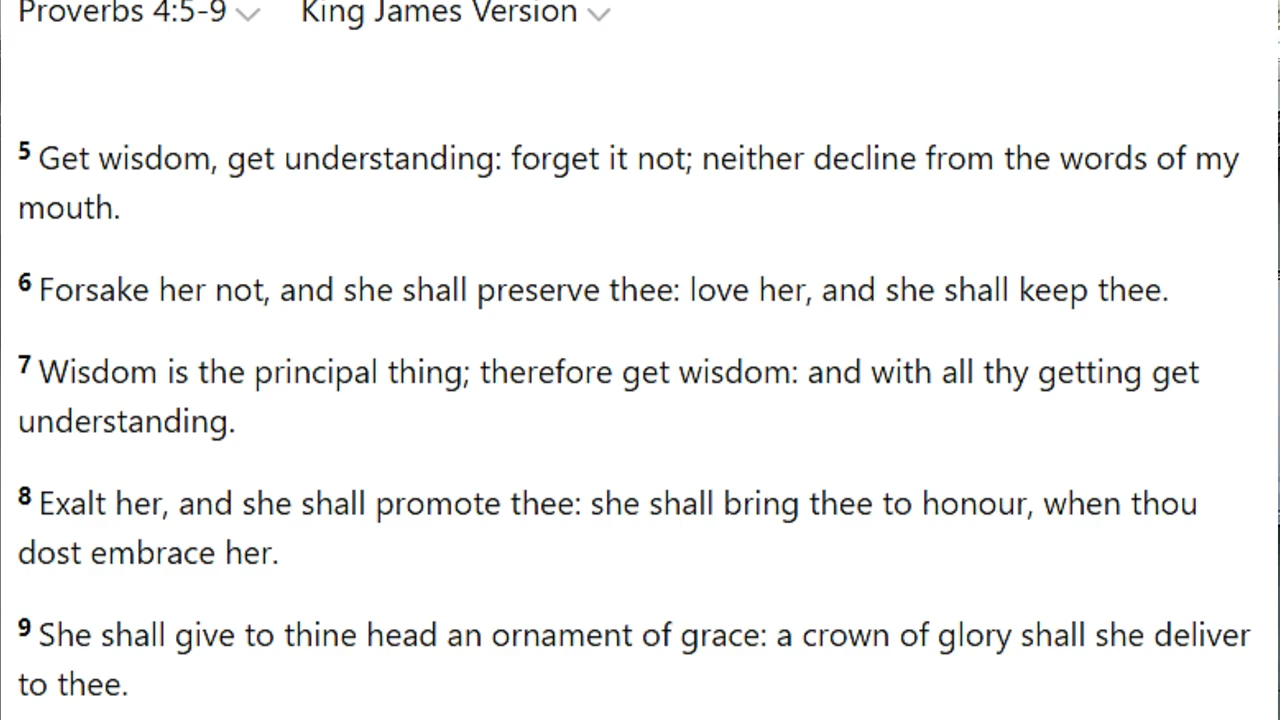 Proverbs 4:5-9 King James Version
5 Get wisdom, get understanding: forget it not; neither decline from the words of my
mouth.
6 Forsake her not, and she shall preserve thee: love her, and she shall keep thee.
7 Wisdom is the principal thing; therefore get wisdom: and with all thy getting get
understanding.
8 Exalt her, and she shall promote thee: she shall bring thee to honour, when thou
dost embrace her.
9 She shall give to thine head an ornament of grace: a crown of glory shall she deliver
to thee.